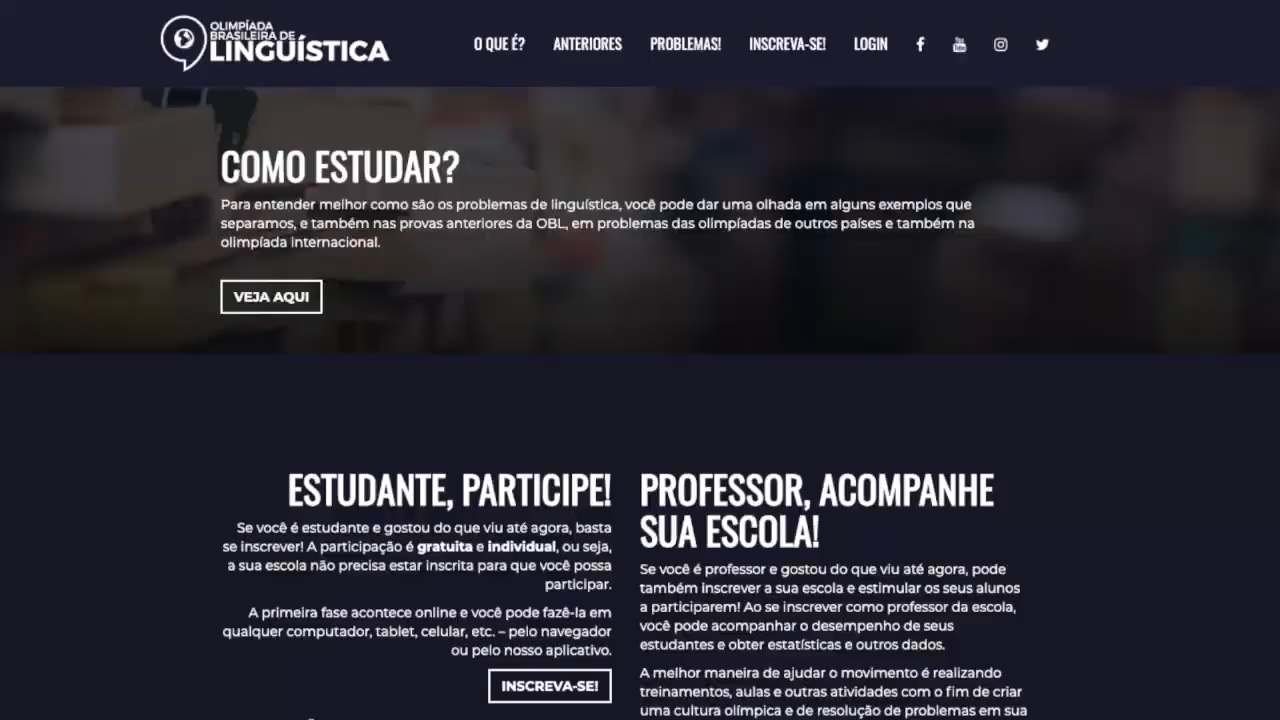 OLIMPÍADA
BRASILEIRA DE
LINGUÍSTICA
O QUE É?
ANTERIORES
PROBLEMAS!
INSCREVA-SE!
LOGIN
COMO ESTUDAR?
Para entender melhor como são os problemas de linguística, você pode dar uma olhada em alguns exemplos que
separamos, e também nas provas anteriores da OBL, em problemas das olimpíadas de outros países e também na
olimpíada internacional.
VEJA AQUI
ESTUDANTE, PARTICIPE!
Se você é estudante e gostou do que viu até agora, basta
se inscrever! A participação é gratuita e individual, ou seja,
a sua escola não precisa estar inscrita para que você possa
participar.
A primeira fase acontece online e você pode fazê-la em
qualquer computador, tablet, celular, etc. – pelo navegador
ou pelo nosso aplicativo.
INSCREVA-SE!
PROFESSOR, ACOMPANHE
SUA ESCOLA!
Se você é professor e gostou do que viu até agora, pode
também inscrever a sua escola e estimular os seus alunos
a participarem! Ao se inscrever como professor da escola,
você pode acompanhar o desempenho de seus
estudantes e obter estatísticas e outros dados.
A melhor maneira de ajudar o movimento é realizando
treinamentos, aulas e outras atividades com o fim de criar
uma cultura olímpica e de resolução de problemas em sua